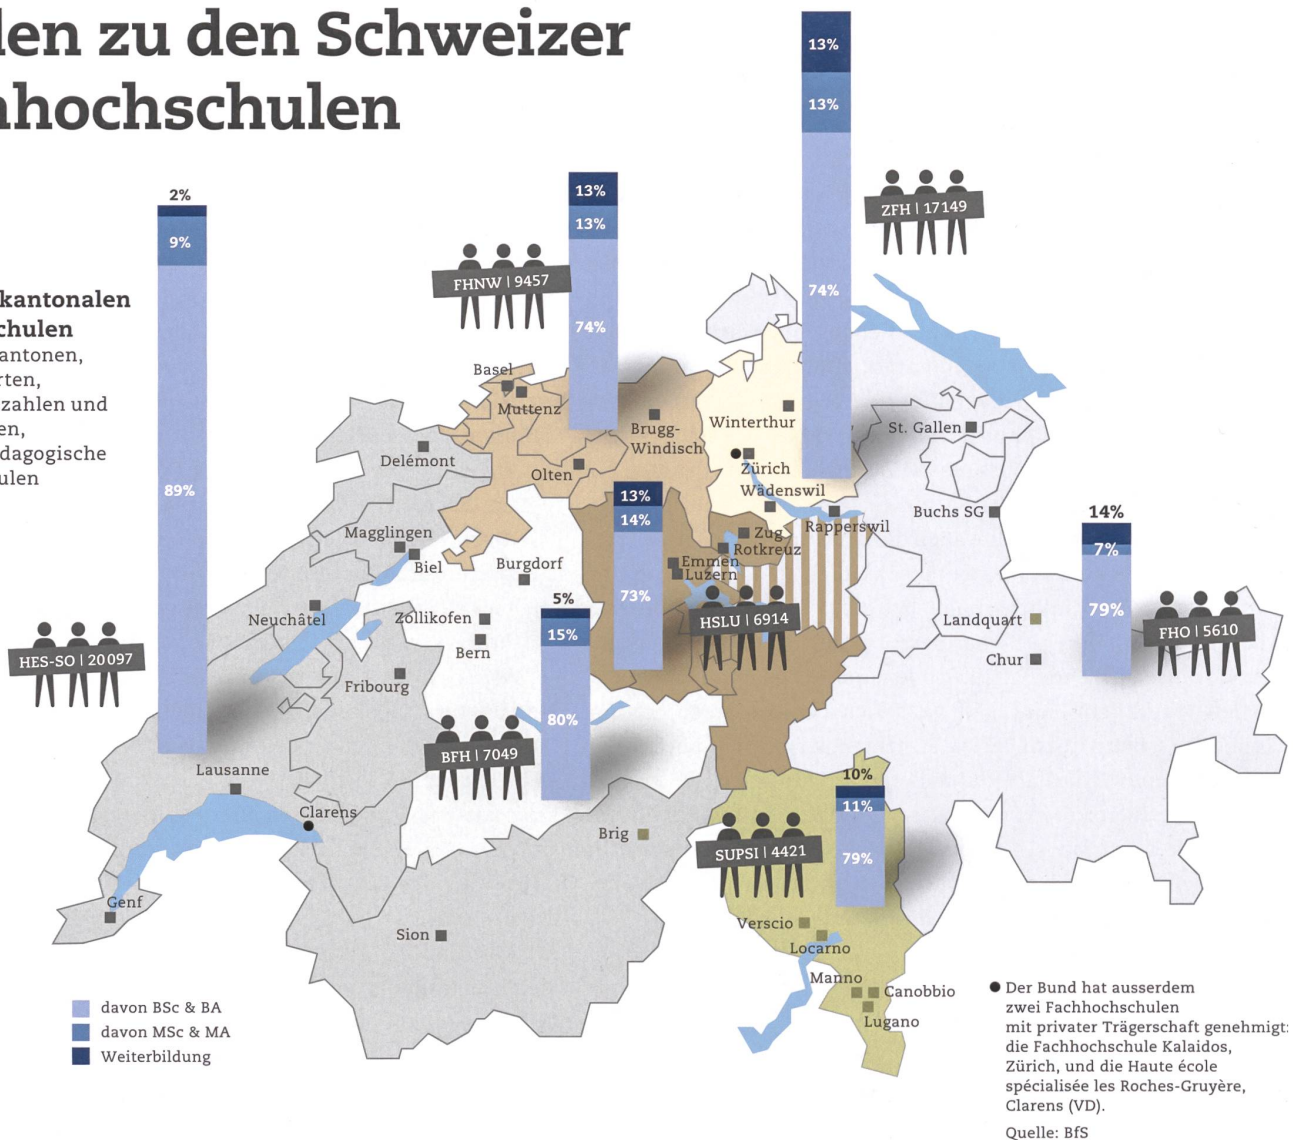 len zu den Schweizer
hhochschulen
kantonalen
chulen
antonen,
rten,
zahlen und
en,
dagogische
ulen
2%
9%
89%
HES-SO | 20 097
13%
13%
74%
FHNW | 9457
13%
13%
74%
ZFH | 17 149
13%
14%
73%
HSLU | 6914
5%
15%
80%
BFH | 7049
14%
7%
79%
FHO | 5610
10%
11%
79%
SUPSI | 4421
Basel
Muttenz
Delémont
Olten
Brugg-
Windisch
Winterthur
Zürich
Wädenswil
Rapperswil
St. Gallen
Buchs SG
Magglingen
Biel
Burgdorf
Zug
Rotkreuz
Emmen
Luzern
Neuchâtel
Zollikofen
Bern
Fribourg
Landquart
Chur
Lausanne
Clarens
Brig
Genf
Sion
Verscio
Locarno
Manno
Canobbio
Lugano
davon BSc & BA
davon MSc & MA
Weiterbildung
Der Bund hat ausserdem
zwei Fachhochschulen
mit privater Trägerschaft genehmigt:
die Fachhochschule Kalaidos,
Zürich, und die Haute école
spécialisée les Roches-Gruyère,
Clarens (VD).
Quelle: BfS